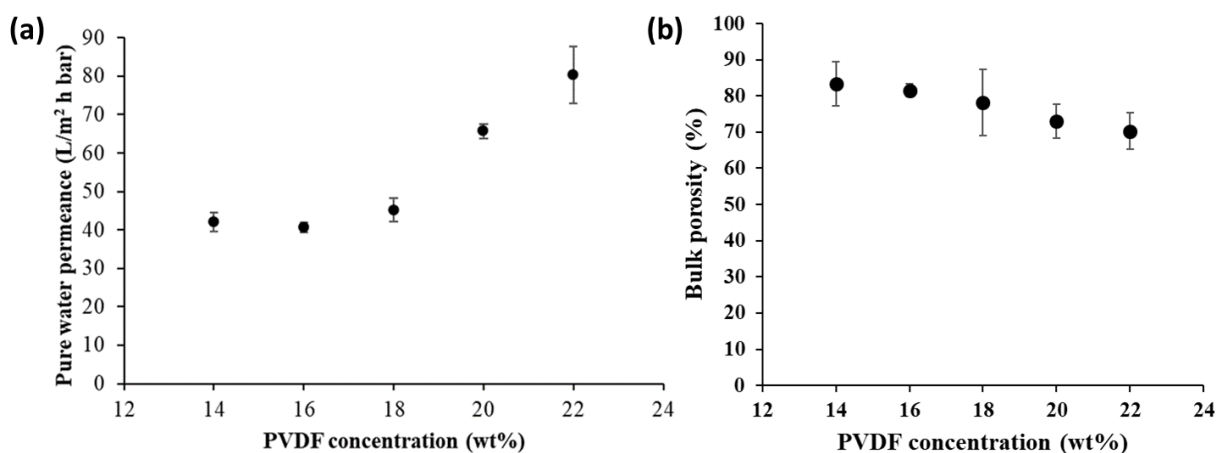 (a)
Pure water permeance (L/m² h bar)
90
80
70
60
50
40
30
20
10
0
12 14 16 18 20 22 24
PVDF concentration (wt%)
(b)
Bulk porosity (%)
100
90
80
70
60
50
40
30
20
10
0
12 14 16 18 20 22 24
PVDF concentration (wt%)